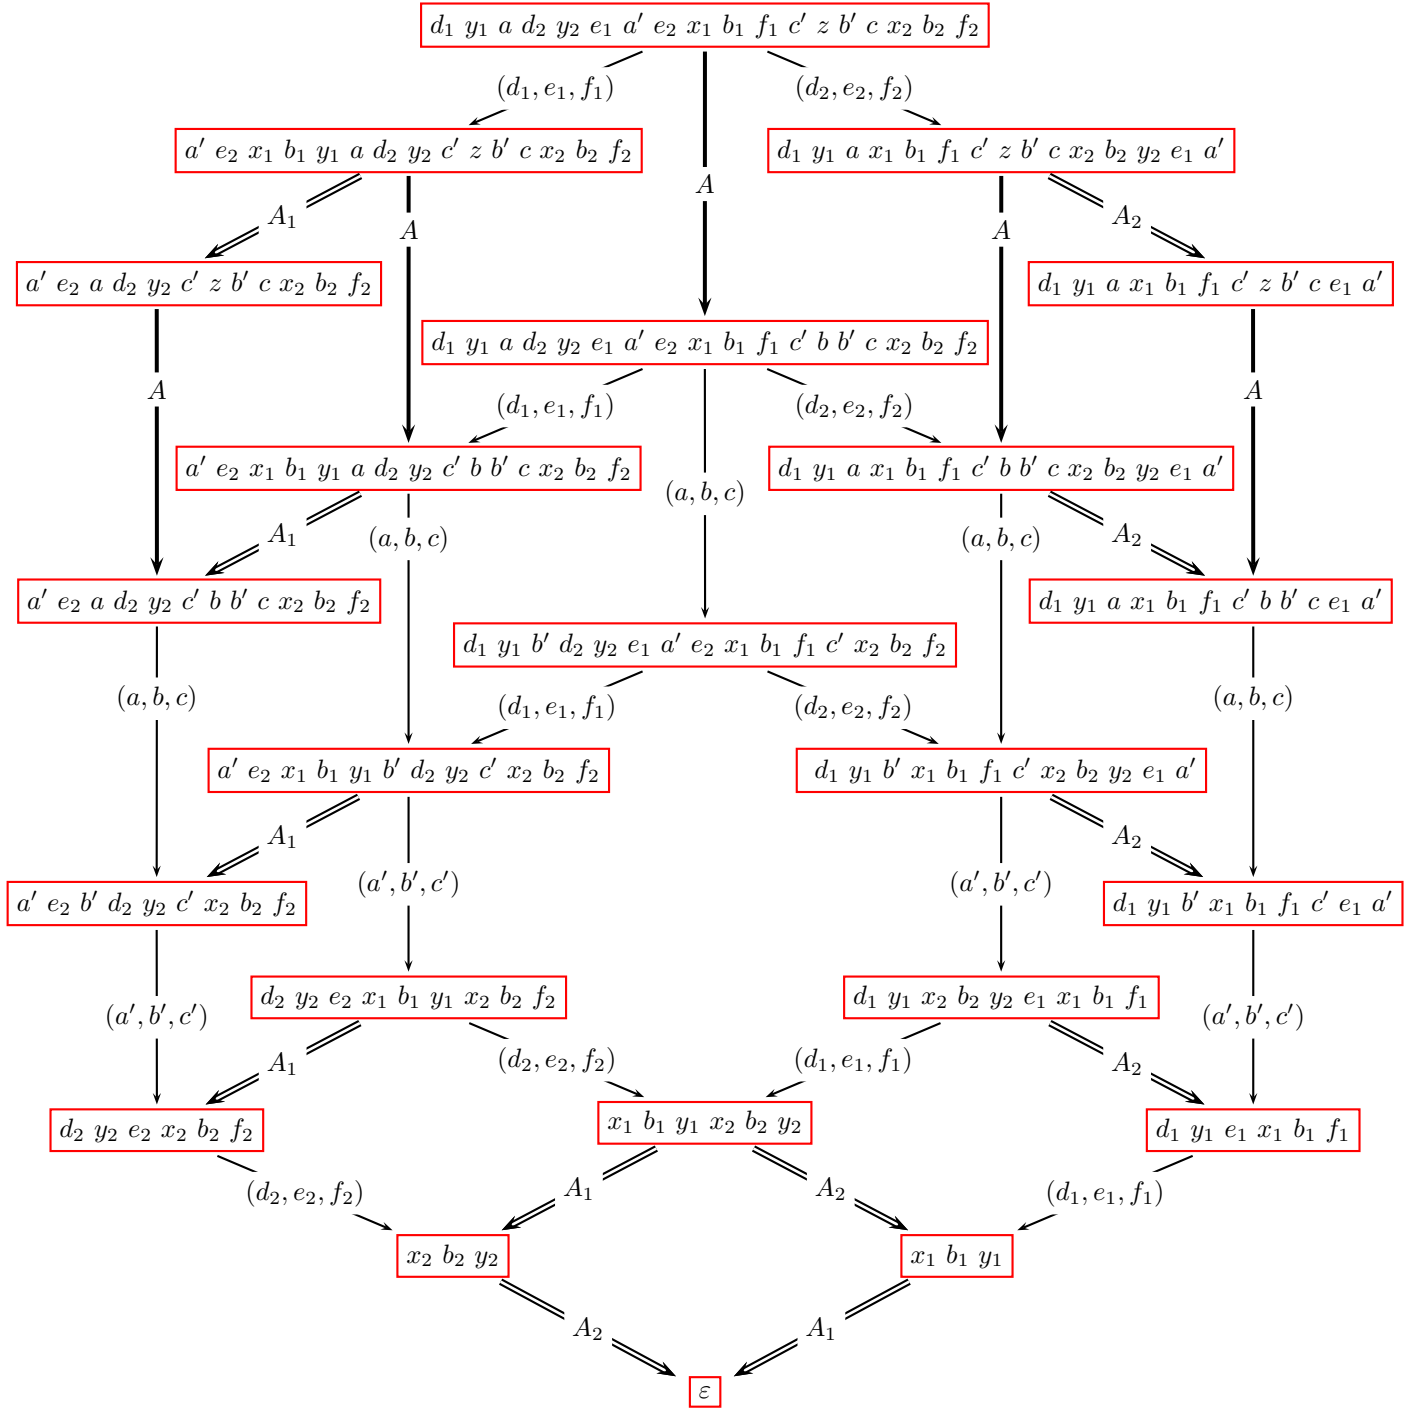 d₁ y₁ a d₂ y₂ e₁ a′ e₂ x₁ b₁ f₁ c′ z b′ c x₂ b₂ f₂
(d₁, e₁, f₁)
(d₂, e₂, f₂)
a′ e₂ x₁ b₁ y₁ a d₂ y₂ c′ z b′ c x₂ b₂ f₂
d₁ y₁ a x₁ b₁ f₁ c′ z b′ c x₂ b₂ y₂ e₁ a′
A
A₁
A
A
A₂
a′ e₂ a d₂ y₂ c′ z b′ c x₂ b₂ f₂
d₁ y₁ a x₁ b₁ f₁ c′ z b′ c e₁ a′
d₁ y₁ a d₂ y₂ e₁ a′ e₂ x₁ b₁ f₁ c′ b b′ c x₂ b₂ f₂
A
A
(d₁, e₁, f₁)
(d₂, e₂, f₂)
a′ e₂ x₁ b₁ y₁ a d₂ y₂ c′ b b′ c x₂ b₂ f₂
d₁ y₁ a x₁ b₁ f₁ c′ b b′ c x₂ b₂ y₂ e₁ a′
(a, b, c)
A₁
(a, b, c)
(a, b, c)
A₂
a′ e₂ a d₂ y₂ c′ b b′ c x₂ b₂ f₂
d₁ y₁ a x₁ b₁ f₁ c′ b b′ c e₁ a′
d₁ y₁ b′ d₂ y₂ e₁ a′ e₂ x₁ b₁ f₁ c′ x₂ b₂ f₂
(a, b, c)
(a, b, c)
(d₁, e₁, f₁)
(d₂, e₂, f₂)
a′ e₂ x₁ b₁ y₁ b′ d₂ y₂ c′ x₂ b₂ f₂
d₁ y₁ b′ x₁ b₁ f₁ c′ x₂ b₂ y₂ e₁ a′
A₁
A₂
(a′, b′, c′)
(a′, b′, c′)
a′ e₂ b′ d₂ y₂ c′ x₂ b₂ f₂
d₁ y₁ b′ x₁ b₁ f₁ c′ e₁ a′
d₂ y₂ e₂ x₁ b₁ y₁ x₂ b₂ f₂
d₁ y₁ x₂ b₂ y₂ e₁ x₁ b₁ f₁
(a′, b′, c′)
(a′, b′, c′)
A₁
(d₂, e₂, f₂)
(d₁, e₁, f₁)
A₂
x₁ b₁ y₁ x₂ b₂ y₂
d₂ y₂ e₂ x₂ b₂ f₂
d₁ y₁ e₁ x₁ b₁ f₁
(d₂, e₂, f₂)
A₁
A₂
(d₁, e₁, f₁)
x₂ b₂ y₂
x₁ b₁ y₁
A₂
A₁
ε